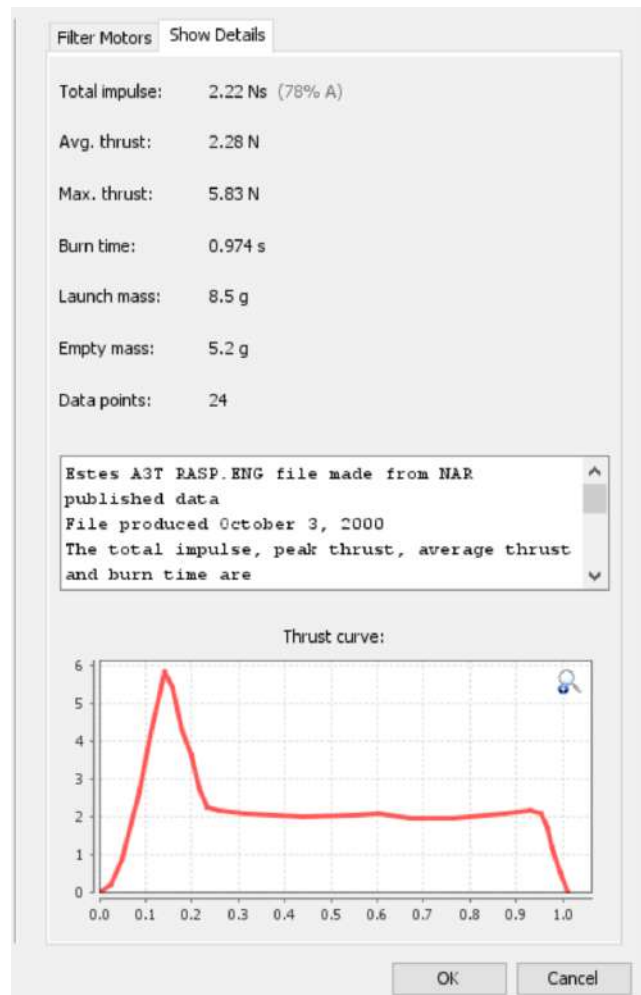 Filter Motors Show Details
Total impulse: 2.22 Ns (78% A)
Avg. thrust: 2.28 N
Max. thrust: 5.83 N
Burn time: 0.974 s
Launch mass: 8.5 g
Empty mass: 5.2 g
Data points: 24
Estes A3T RASP.ENG file made from NAR
published data
File produced October 3, 2000
The total impulse, peak thrust, average thrust
and burn time are
Thrust curve:
6
5
4
3
2
1
0
0.0 0.1 0.2 0.3 0.4 0.5 0.6 0.7 0.8 0.9 1.0
OK Cancel